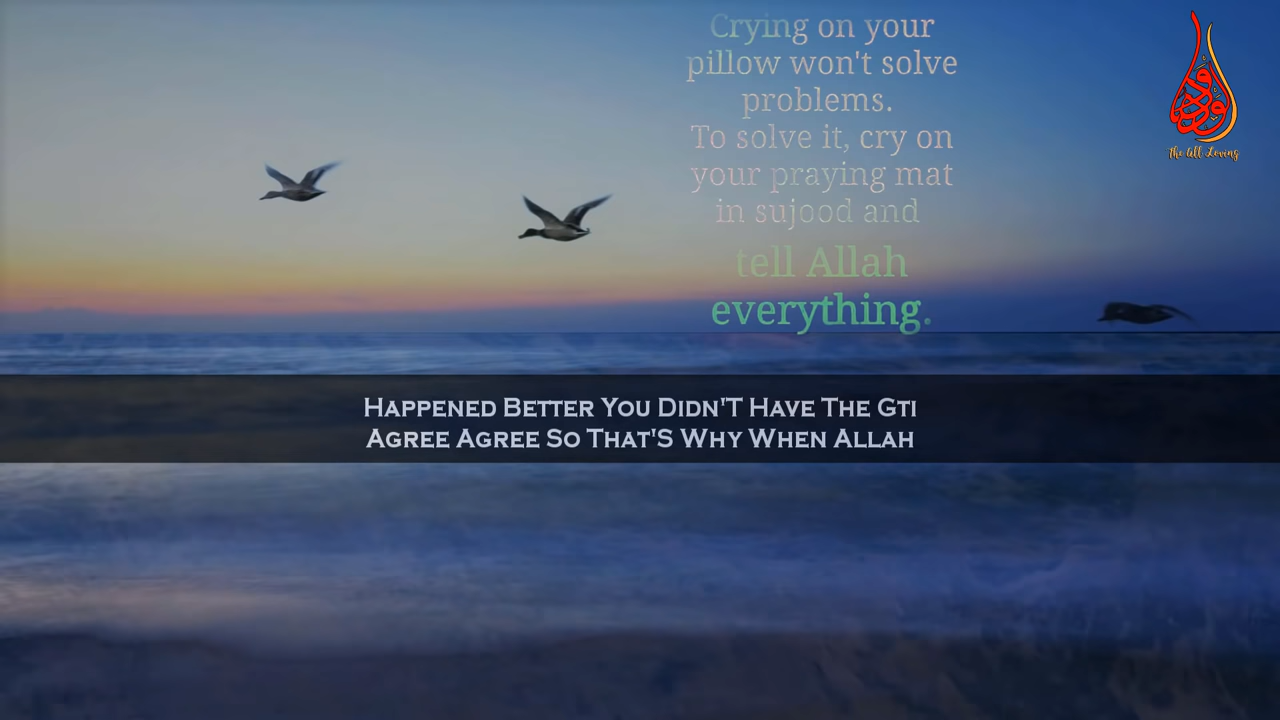 Crying on your
pillow won't solve
problems.
To solve it, cry on
your praying mat
in sujood and
tell Allah
everything.
الودود
The All Loving
HAPPENED BETTER YOU DIDN'T HAVE THE GTI
AGREE AGREE SO THAT'S WHY WHEN ALLAH